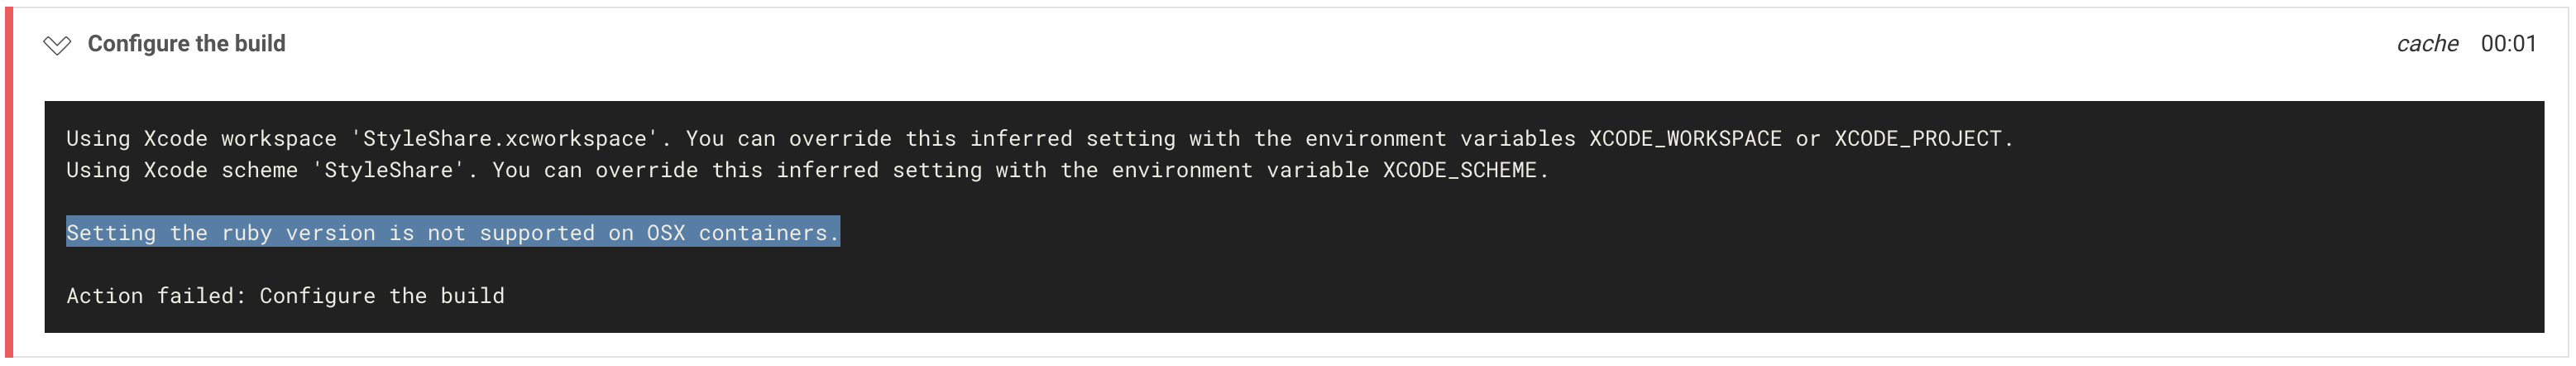 Configure the build
cache 00:01
Using Xcode workspace 'StyleShare.xcworkspace'. You can override this inferred setting with the environment variables XCODE_WORKSPACE or XCODE_PROJECT.
Using Xcode scheme 'StyleShare'. You can override this inferred setting with the environment variable XCODE_SCHEME.
Setting the ruby version is not supported on OSX containers.
Action failed: Configure the build